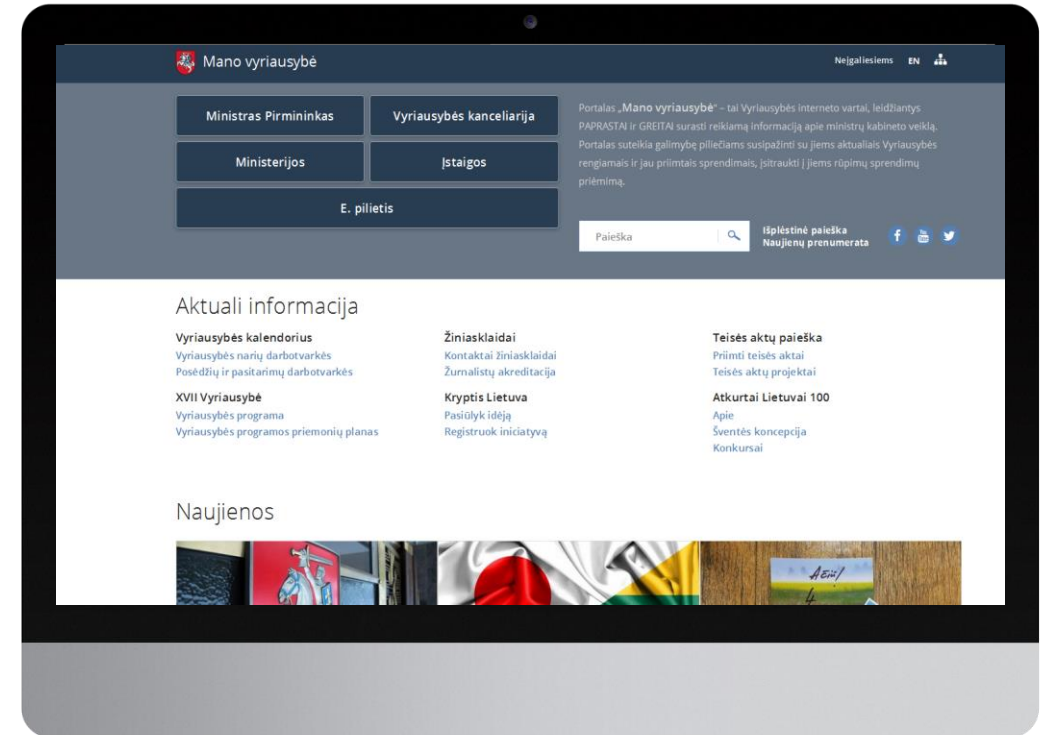 Mano vyriausybė
Neįgaliesiems EN
Ministras Pirmininkas
Vyriausybės kanceliarija
Ministerijos
Įstaigos
E. pilietis
Portalas „Mano vyriausybė“ – tai Vyriausybės interneto vartai, leidžiantys
PAPRASTAI ir GREITAI surasti reikiamą informaciją apie ministrų kabineto veiklą.
Portalas suteikia galimybę piliečiams susipažinti su jiems aktualiais Vyriausybės
rengiamais ir jau priimtais sprendimais, įsitraukti į jiems rūpimų sprendimų
priėmimą.
Paieška
Išplėstinė paieška
Naujienų prenumerata
Aktuali informacija
Vyriausybės kalendorius
Vyriausybės narių darbotvarkės
Posėdžių ir pasitarimų darbotvarkės
Žiniasklaidai
Kontaktai žiniasklaidai
Žurnalistų akreditacija
Teisės aktų paieška
Priimti teisės aktai
Teisės aktų projektai
XVII Vyriausybė
Vyriausybės programa
Vyriausybės programos priemonių planas
Kryptis Lietuva
Pasiūlyk idėją
Registruok iniciatyvą
Atkurtai Lietuvai 100
Apie
Šventės koncepcija
Konkursai
Naujienos
Ačiū!
4